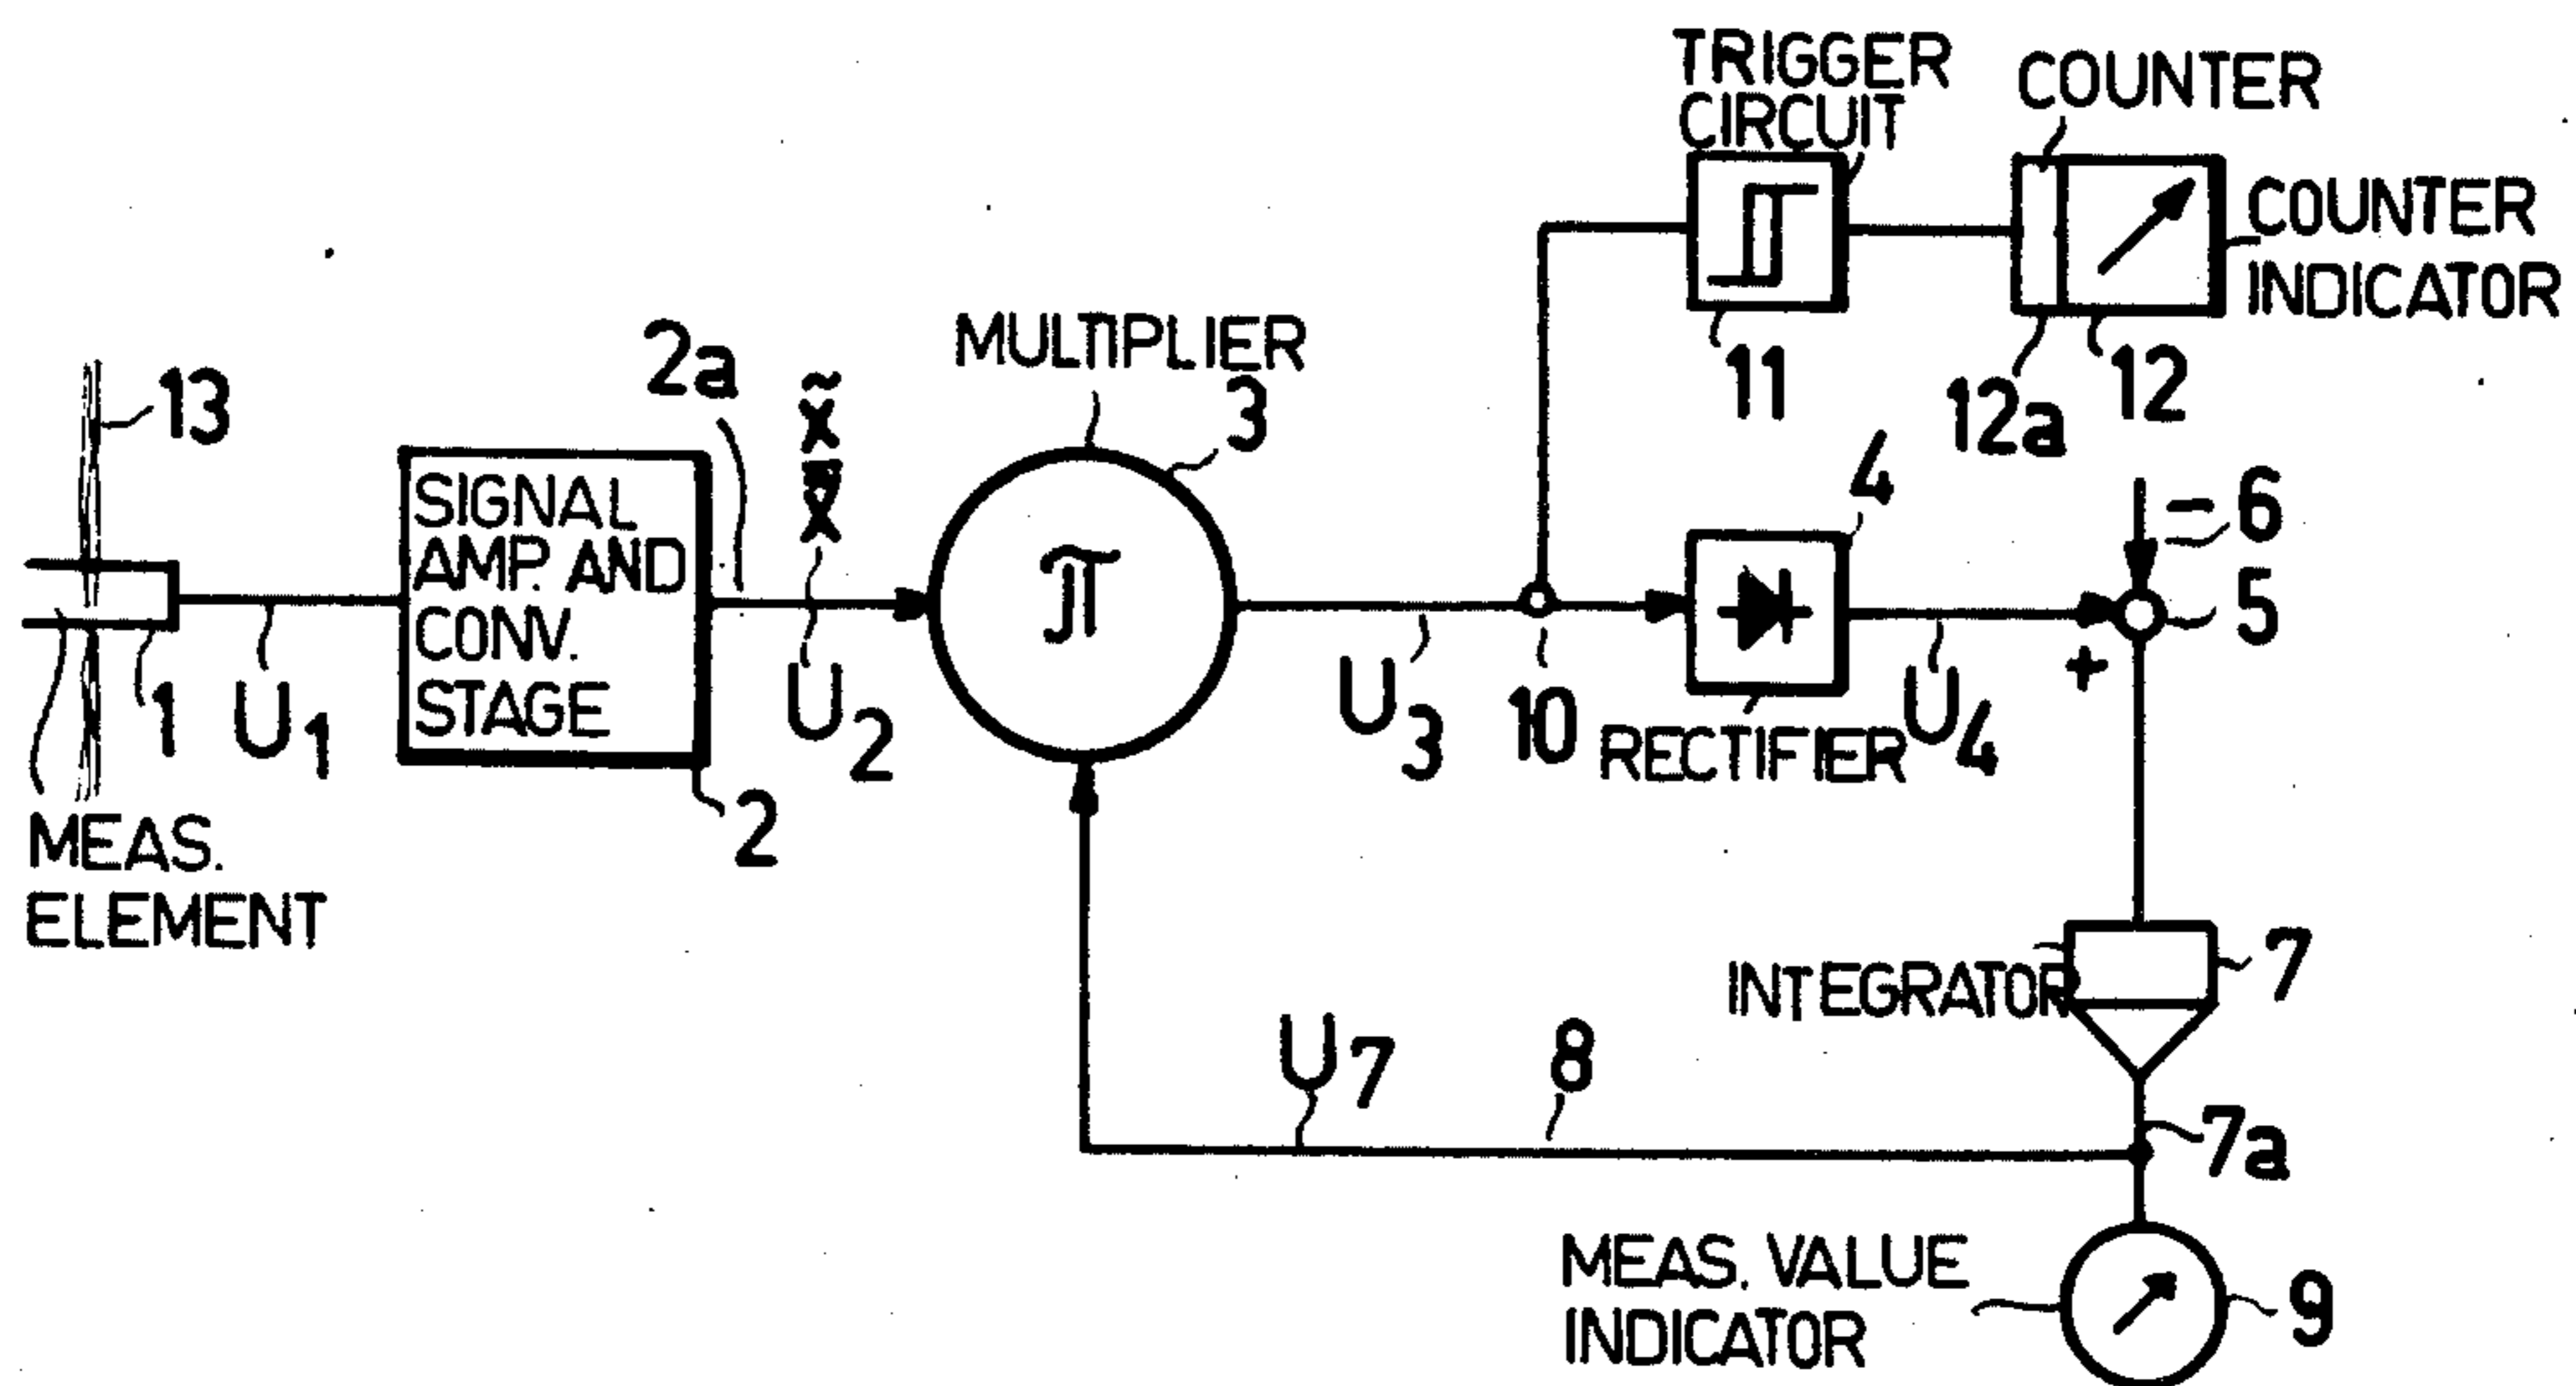 TRIGGER
CIRCUIT
COUNTER
COUNTER
INDICATOR
11
12a
12
13
2a
x̃
x̄
MULTIPLIER
3
4
- 6
5
+
SIGNAL
AMP. AND
CONV.
STAGE
π
1
U1
2
U2
U3
10
RECTIFIER
U4
MEAS.
ELEMENT
INTEGRATOR
7
U7
8
7a
MEAS. VALUE
INDICATOR
9